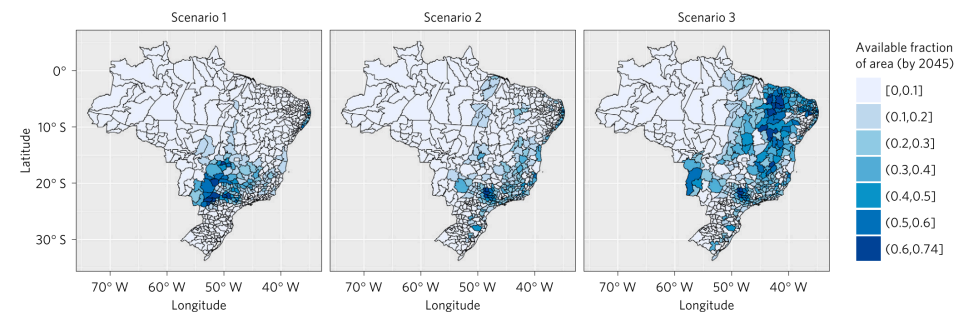 Scenario 1
Scenario 2
Scenario 3
Latitude
0°
10° S
20° S
30° S
70° W 60° W 50° W 40° W
70° W 60° W 50° W 40° W
70° W 60° W 50° W 40° W
Longitude
Longitude
Longitude
Available fraction
of area (by 2045)
[0,0.1]
(0.1,0.2]
(0.2,0.3]
(0.3,0.4]
(0.4,0.5]
(0.5,0.6]
(0.6,0.74]